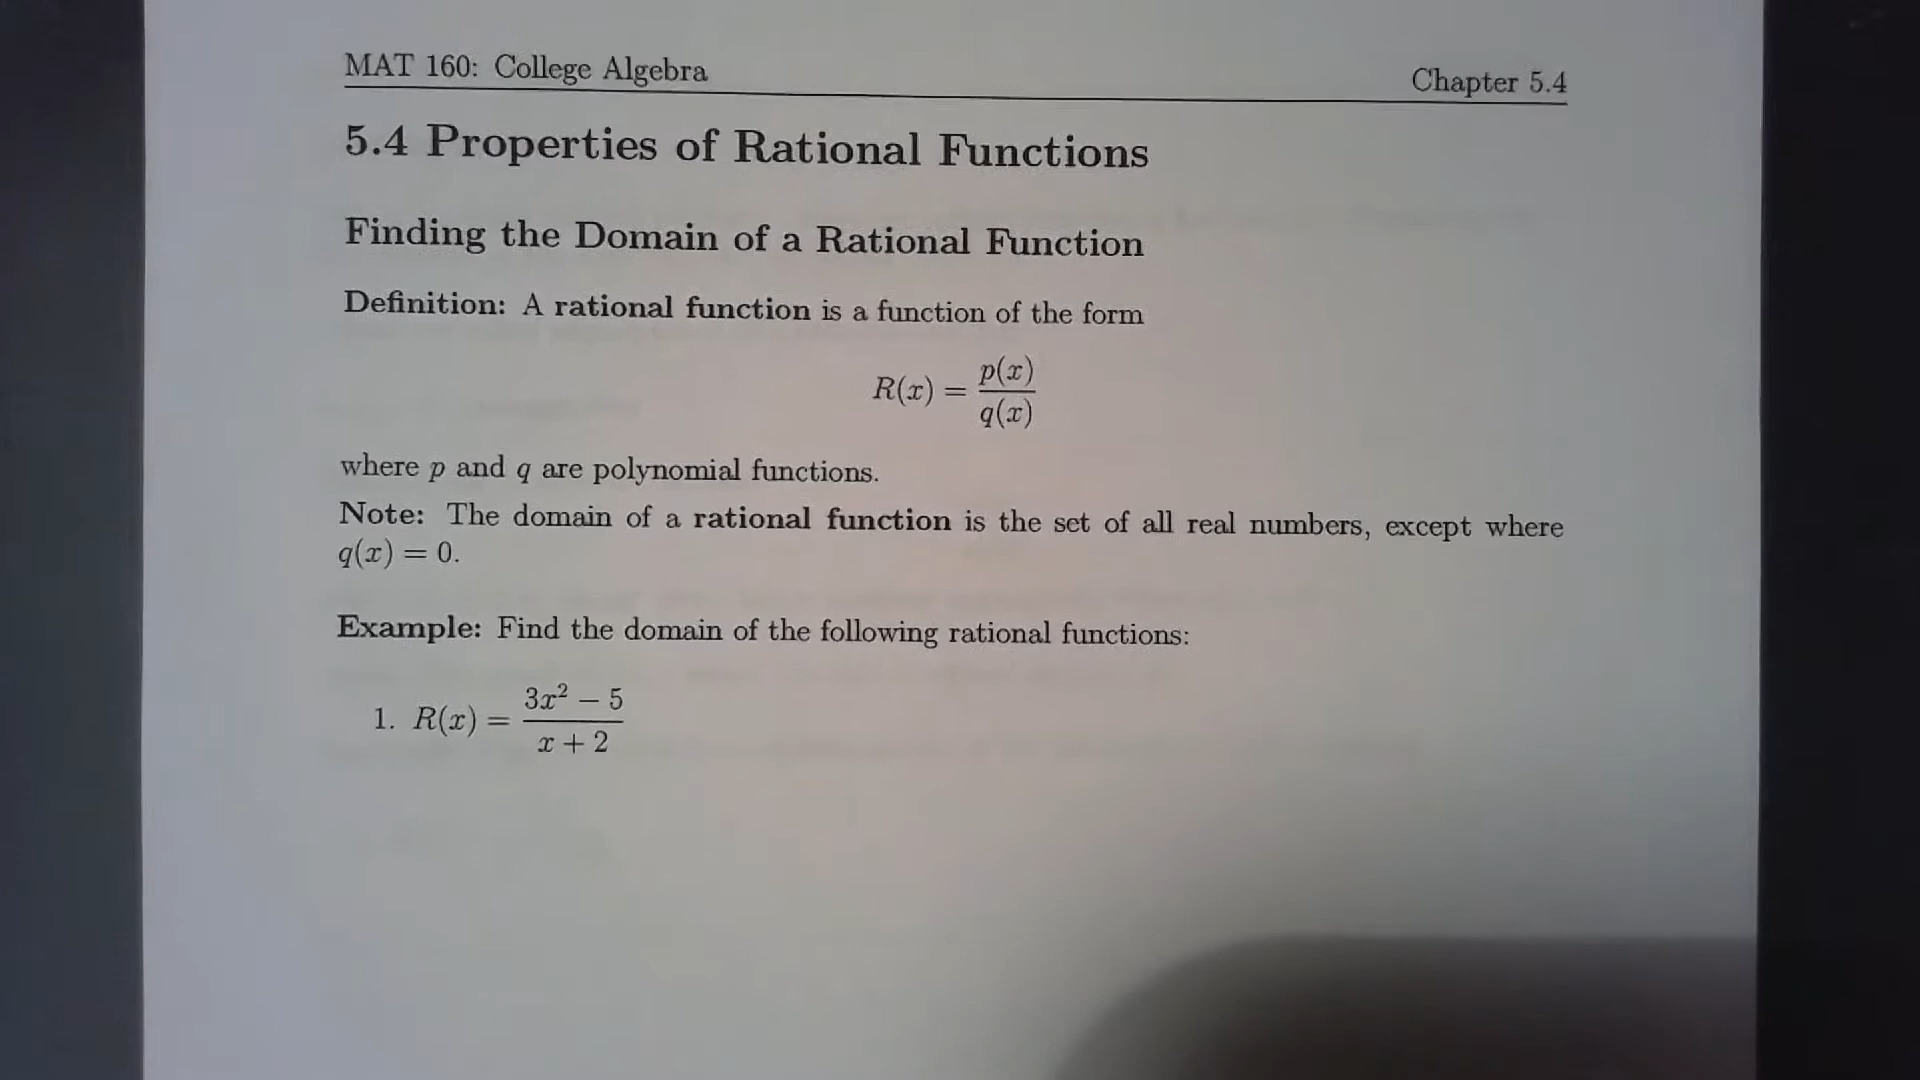 MAT 160: College Algebra Chapter 5.4
5.4 Properties of Rational Functions
Finding the Domain of a Rational Function
Definition: A rational function is a function of the form
R(x) = p(x)/q(x)
where p and q are polynomial functions.
Note: The domain of a rational function is the set of all real numbers, except where
q(x) = 0.
Example: Find the domain of the following rational functions:
1. R(x) = (3x² − 5)/(x + 2)